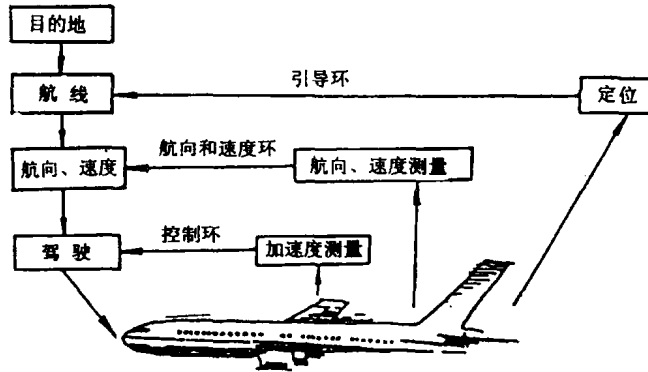 目的地
引导环
航线
定位
航向和速度环
航向、速度
航向、速度测量
控制环
驾驶
加速度测量